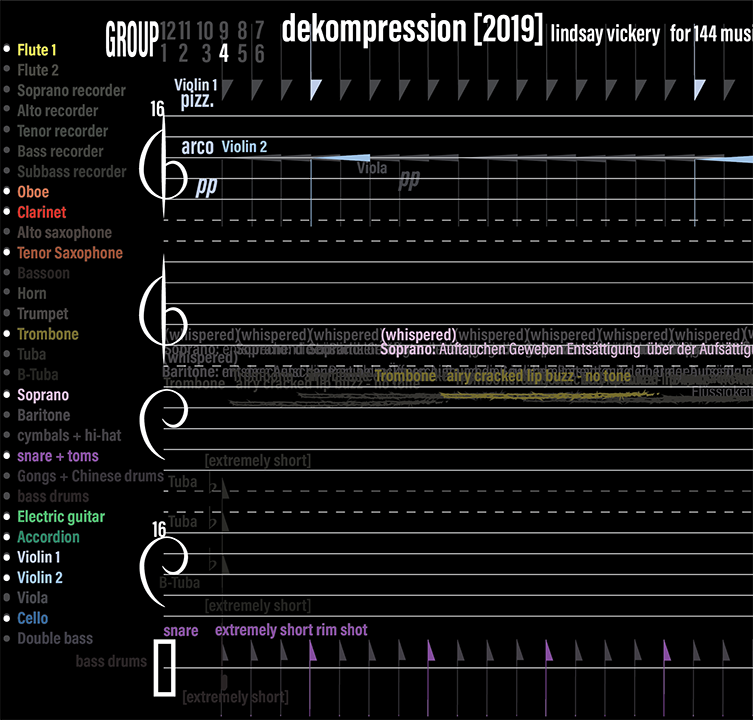 GROUP 12 11 10 9 8 7
1 2 3 4 5 6
dekompression [2019] lindsay vickery for 144 musi
Flute 1
Flute 2
Soprano recorder
Alto recorder
Tenor recorder
Bass recorder
Subbass recorder
Oboe
Clarinet
Alto saxophone
Tenor Saxophone
Bassoon
Horn
Trumpet
Trombone
Tuba
B-Tuba
Soprano
Baritone
cymbals + hi-hat
snare + toms
Gongs + Chinese drums
bass drums
Electric guitar
Accordion
Violin 1
Violin 2
Viola
Cello
Double bass
Violin 1
pizz.
16
arco Violin 2
Viola
pp pp
(whispered) (whispered) (whispered) (whispered) (whispered) (whispered) (whispered) (whispered)
Soprano: Auftauchen Geweben Entsättigung über der Aufsättig
(whispered)
Trombone airy cracked lip buzz - no tone
Trombone airy cracked lip buzz - no tone
Flüssigkeit
[extremely short]
Tuba
Tuba
16
B-Tuba
[extremely short]
snare extremely short rim shot
bass drums
[extremely short]